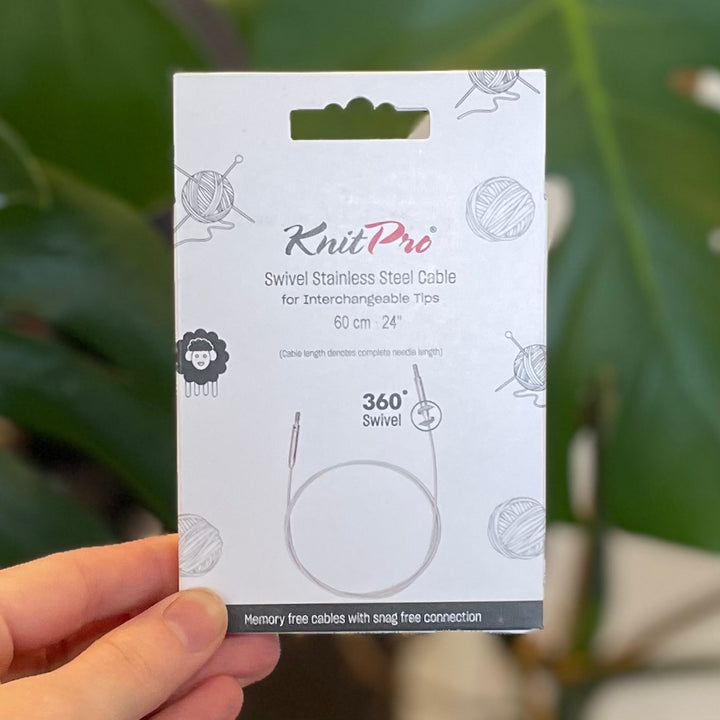 KnitPro®
Swivel Stainless Steel Cable
for Interchangeable Tips
60 cm - 24"
(Cable length denotes complete needle length)
360°
Swivel
Memory free cables with snag free connection